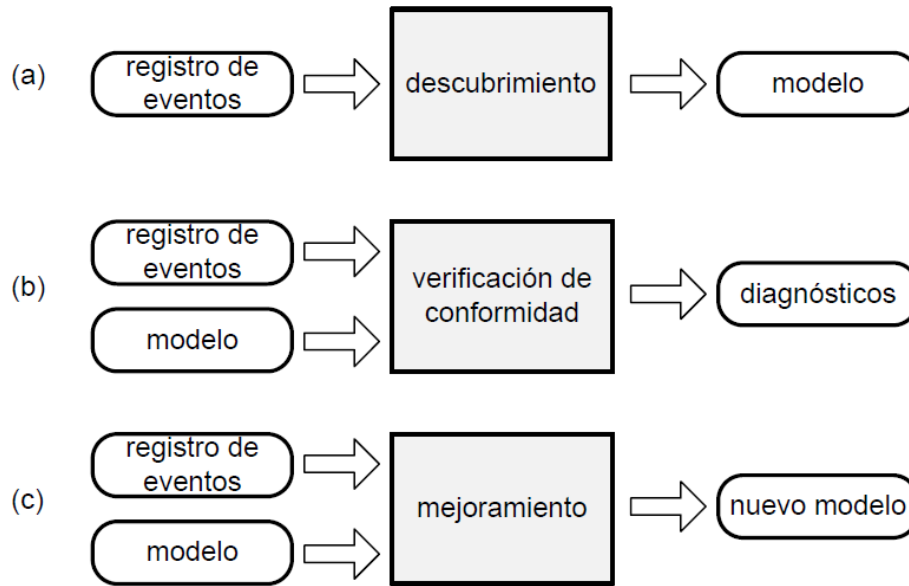 (a)
registro de
eventos
descubrimiento
modelo
(b)
registro de
eventos
modelo
verificación de
conformidad
diagnósticos
(c)
registro de
eventos
modelo
mejoramiento
nuevo modelo